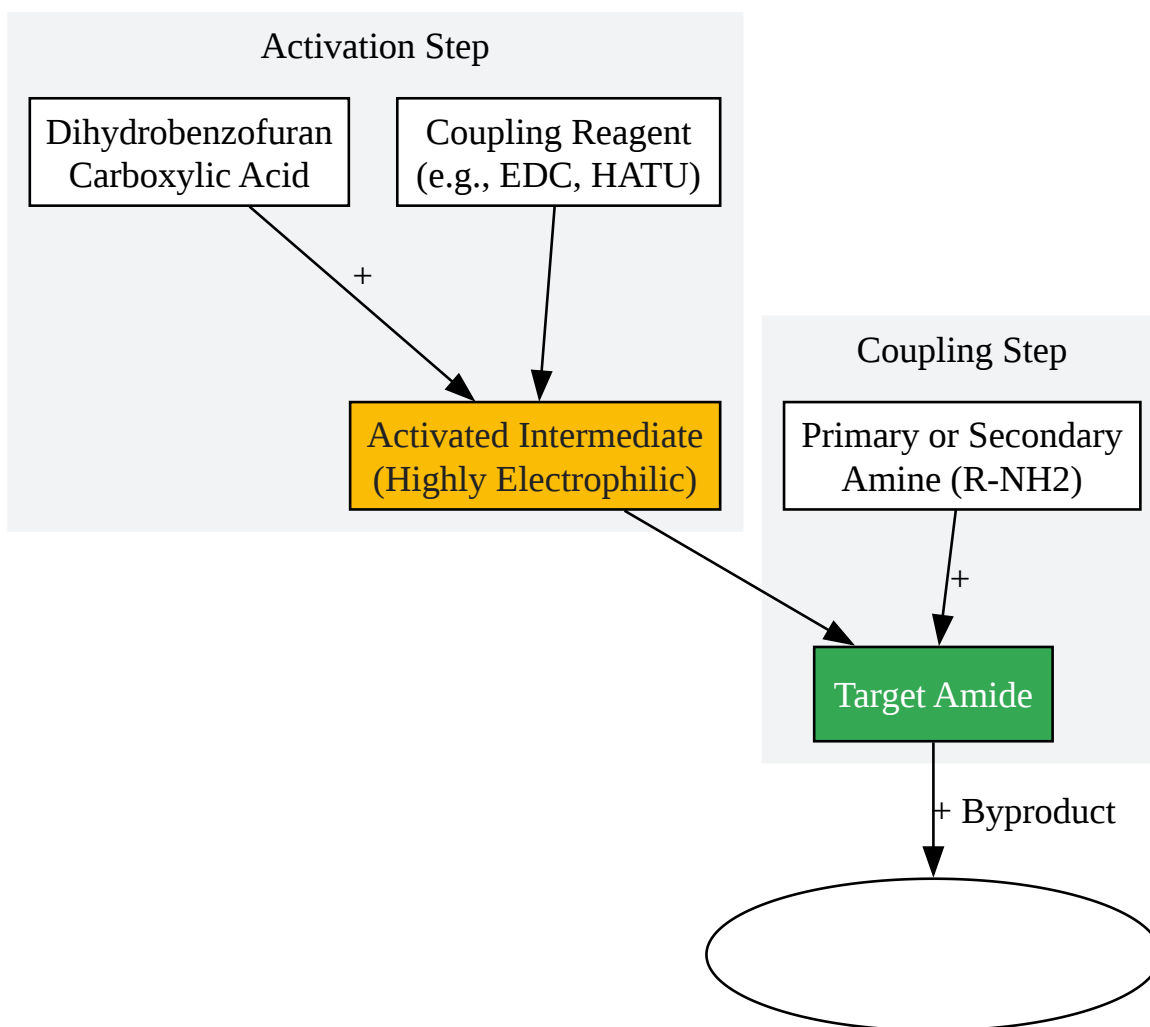 Activation Step
Dihydrobenzofuran
Carboxylic Acid
Coupling Reagent
(e.g., EDC, HATU)
+
Activated Intermediate
(Highly Electrophilic)
Coupling Step
Primary or Secondary
Amine (R-NH2)
+
Target Amide
+ Byproduct